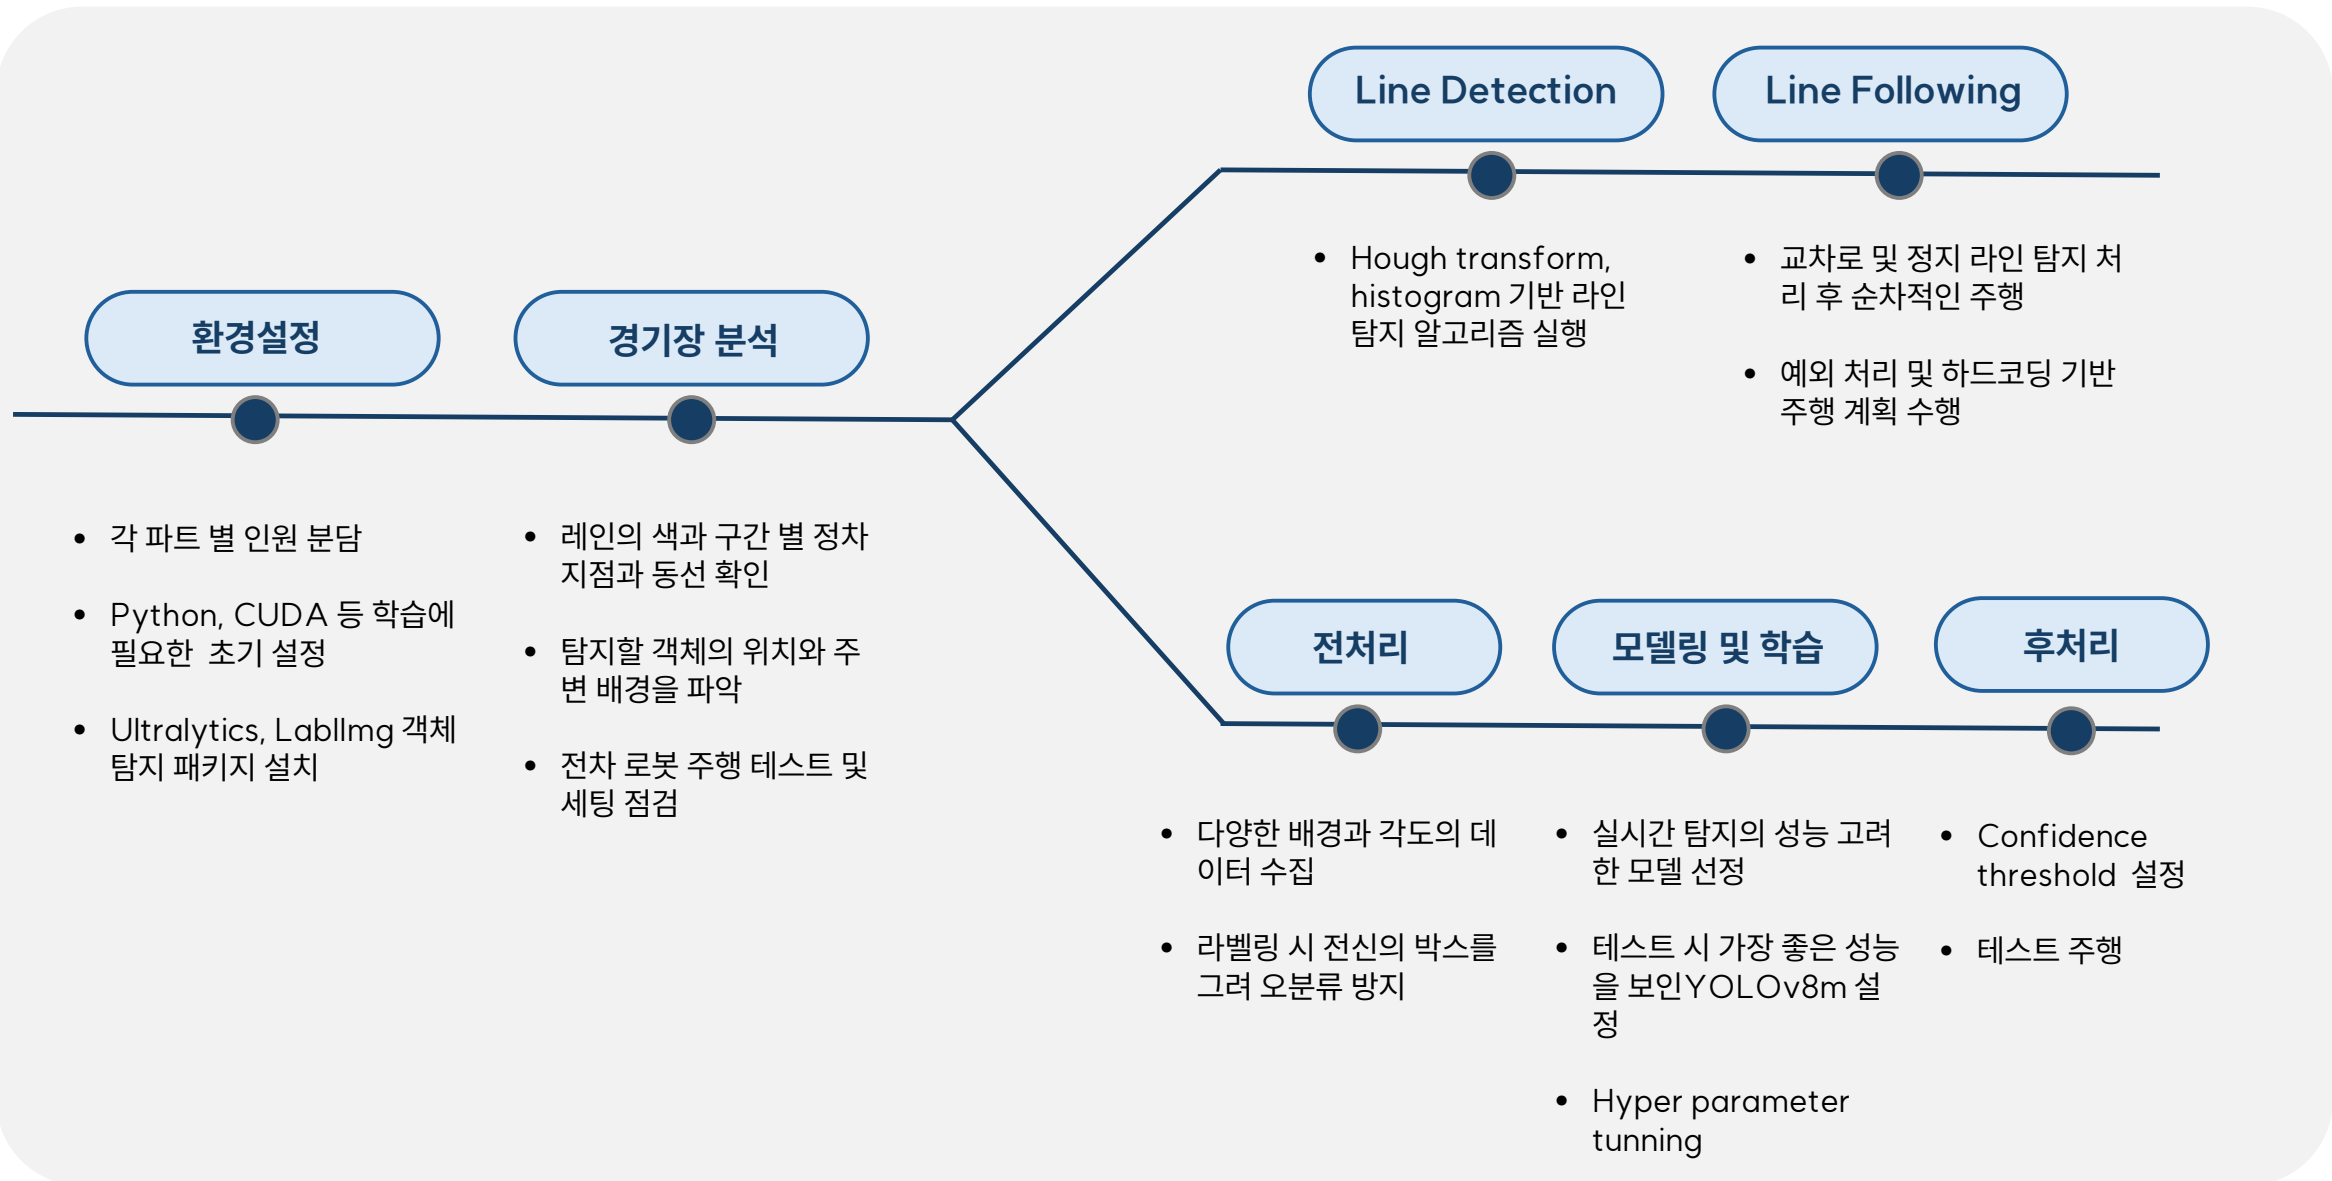 환경설정
• 각 파트 별 인원 분담
• Python, CUDA 등 학습에
필요한  초기 설정
• Ultralytics, LablImg 객체
탐지 패키지 설치
경기장 분석
• 레인의 색과 구간 별 정차
지점과 동선 확인
• 탐지할 객체의 위치와 주
변 배경을 파악
• 전차 로봇 주행 테스트 및
세팅 점검
Line Detection
• Hough transform,
histogram 기반 라인
탐지 알고리즘 실행
Line Following
• 교차로 및 정지 라인 탐지 처
리 후 순차적인 주행
• 예외 처리 및 하드코딩 기반
주행 계획 수행
전처리
• 다양한 배경과 각도의 데
이터 수집
• 라벨링 시 전신의 박스를
그려 오분류 방지
모델링 및 학습
• 실시간 탐지의 성능 고려
한 모델 선정
• 테스트 시 가장 좋은 성능
을 보인YOLOv8m 설
정
• Hyper parameter
tunning
후처리
• Confidence
threshold  설정
• 테스트 주행